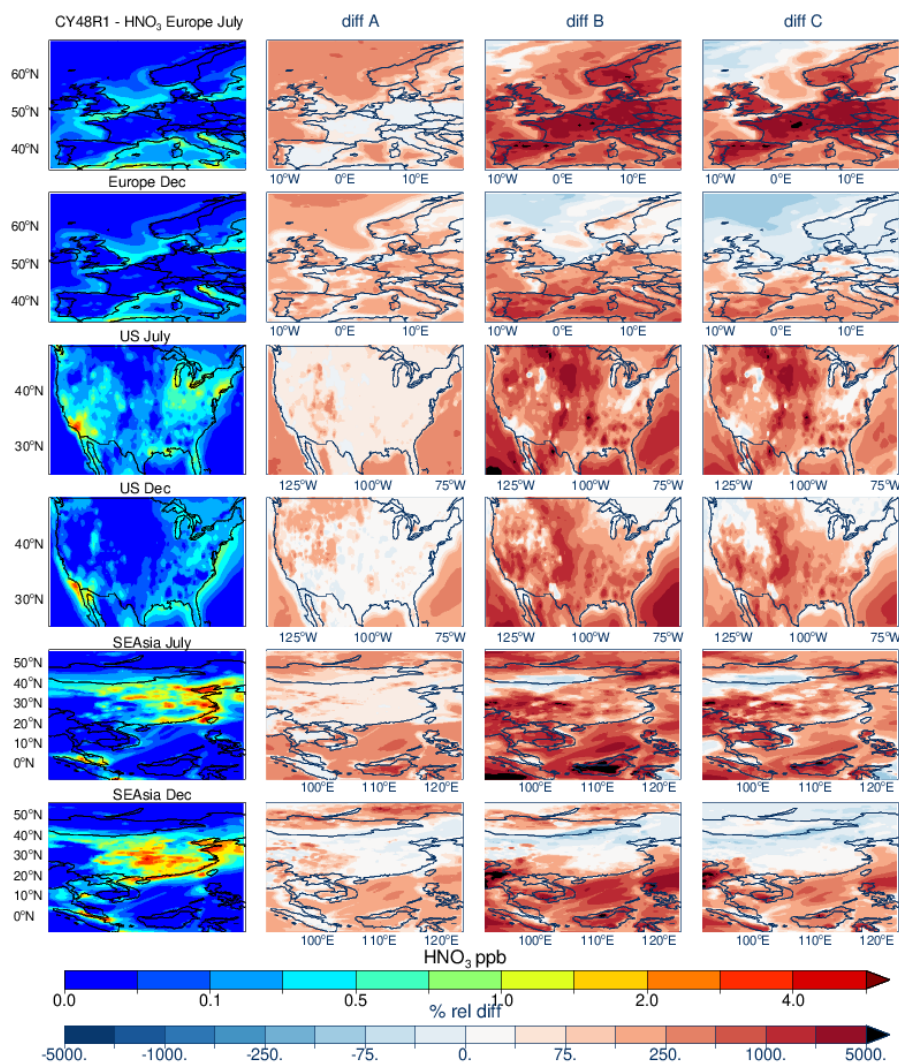 CY48R1 - HNO₃ Europe July diff A diff B diff C
60°N
50°N
40°N
10°W 0°E 10°E 10°W 0°E 10°E 10°W 0°E 10°E
Europe Dec
60°N
50°N
40°N
10°W 0°E 10°E 10°W 0°E 10°E 10°W 0°E 10°E
US July
40°N
30°N
125°W 100°W 75°W 125°W 100°W 75°W 125°W 100°W 75°W
US Dec
40°N
30°N
125°W 100°W 75°W 125°W 100°W 75°W 125°W 100°W 75°W
SEAsia July
50°N
40°N
30°N
20°N
10°N
0°N
100°E 110°E 120°E 100°E 110°E 120°E 100°E 110°E 120°E
SEAsia Dec
50°N
40°N
30°N
20°N
10°N
0°N
100°E 110°E 120°E 100°E 110°E 120°E 100°E 110°E 120°E
HNO₃ ppb
0.0 0.1 0.5 1.0 2.0 4.0
% rel diff
-5000. -1000. -250. -75. 0. 75. 250. 1000. 5000.